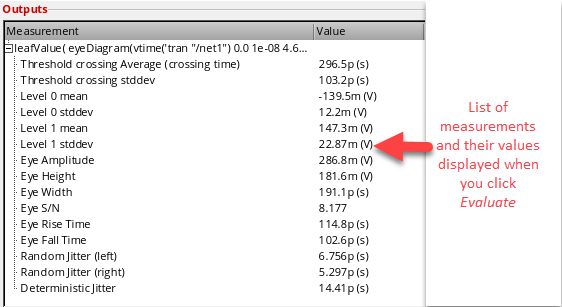 Outputs
Measurement Value
leafValue( eyeDiagram(vtime('tran "/net1") 0.0 1e-08 4.6...
Threshold crossing Average (crossing time) 296.5p (s)
Threshold crossing stddev 103.2p (s)
Level 0 mean -139.5m (V)
Level 0 stddev 12.2m (V)
Level 1 mean 147.3m (V)
Level 1 stddev 22.87m (V)
Eye Amplitude 286.8m (V)
Eye Height 181.6m (V)
Eye Width 191.1p (s)
Eye S/N 8.177
Eye Rise Time 114.8p (s)
Eye Fall Time 102.6p (s)
Random Jitter (left) 6.756p (s)
Random Jitter (right) 5.297p (s)
Deterministic Jitter 14.41p (s)
List of
measurements
and their values
displayed when
you click
Evaluate